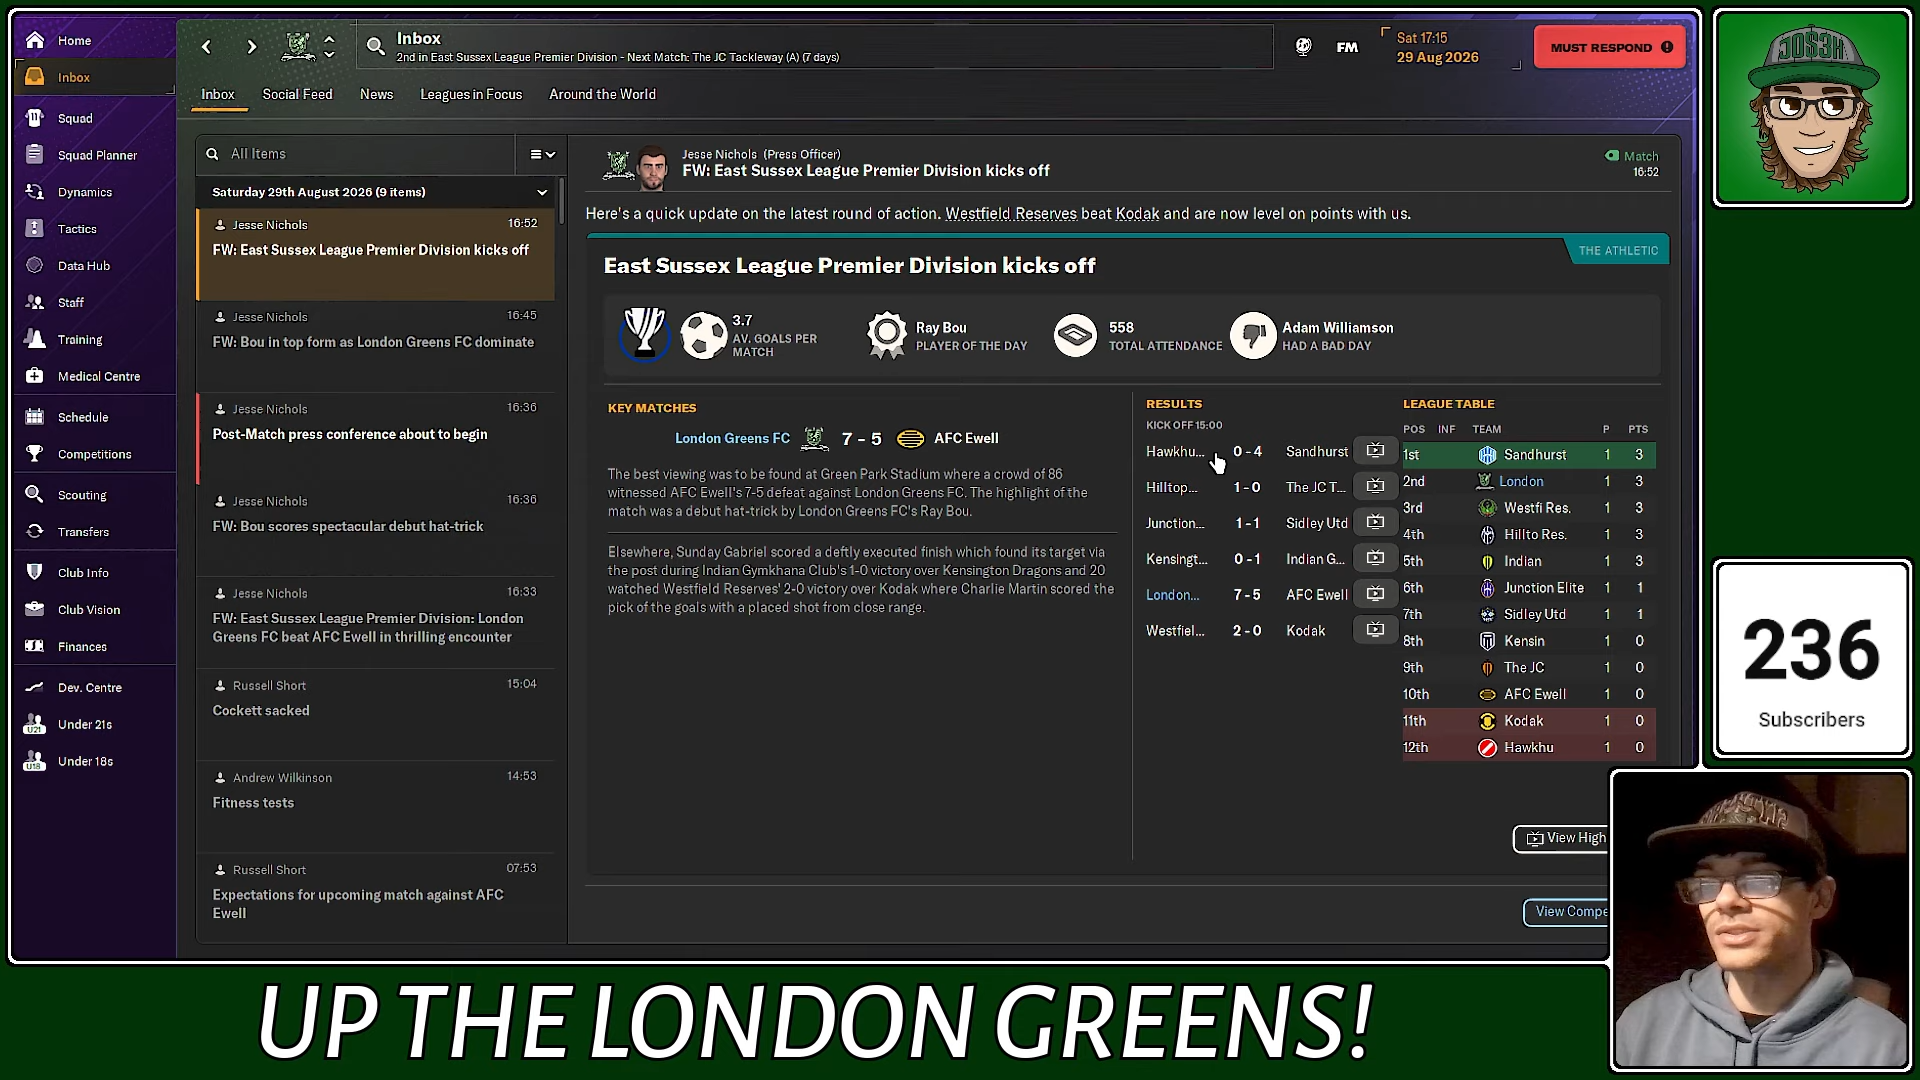 Home
Inbox
Squad
Squad Planner
Dynamics
Tactics
Data Hub
Staff
Training
Medical Centre
Schedule
Competitions
Scouting
Transfers
Club Info
Club Vision
Finances
Dev. Centre
U21
Under 21s
U18
Under 18s
Inbox
2nd in East Sussex League Premier Division - Next Match: The JC Tackleway (A) (7 days)
FM
Sat 17:15
29 Aug 2026
MUST RESPOND
Inbox
Social Feed
News
Leagues in Focus
Around the World
All Items
Saturday 29th August 2026 (9 items)
Jesse Nichols 16:52
FW: East Sussex League Premier Division kicks off
Jesse Nichols 16:45
FW: Bou in top form as London Greens FC dominate
Jesse Nichols 16:36
Post-Match press conference about to begin
Jesse Nichols 16:36
FW: Bou scores spectacular debut hat-trick
Jesse Nichols 16:33
FW: East Sussex League Premier Division: London
Greens FC beat AFC Ewell in thrilling encounter
Russell Short 15:04
Cockett sacked
Andrew Wilkinson 14:53
Fitness tests
Russell Short 07:53
Expectations for upcoming match against AFC
Ewell
Jesse Nichols (Press Officer)
FW: East Sussex League Premier Division kicks off
Match
16:52
Here's a quick update on the latest round of action. Westfield Reserves beat Kodak and are now level on points with us.
THE ATHLETIC
East Sussex League Premier Division kicks off
3.7
AV. GOALS PER
MATCH
Ray Bou
PLAYER OF THE DAY
558
TOTAL ATTENDANCE
Adam Williamson
HAD A BAD DAY
KEY MATCHES
London Greens FC 7 - 5 AFC Ewell
The best viewing was to be found at Green Park Stadium where a crowd of 86
witnessed AFC Ewell's 7-5 defeat against London Greens FC. The highlight of the
match was a debut hat-trick by London Greens FC's Ray Bou.
Elsewhere, Sunday Gabriel scored a deftly executed finish which found its target via
the post during Indian Gymkhana Club's 1-0 victory over Kensington Dragons and 20
watched Westfield Reserves' 2-0 victory over Kodak where Charlie Martin scored the
pick of the goals with a placed shot from close range.
RESULTS
KICK OFF 15:00
Hawkhu... 0 - 4 Sandhurst
Hilltop... 1 - 0 The JC T...
Junction... 1 - 1 Sidley Utd
Kensingt... 0 - 1 Indian G...
London... 7 - 5 AFC Ewell
Westfiel... 2 - 0 Kodak
LEAGUE TABLE
POS INF TEAM P PTS
1st Sandhurst 1 3
2nd London 1 3
3rd Westfi Res. 1 3
4th Hillto Res. 1 3
5th Indian 1 3
6th Junction Elite 1 1
7th Sidley Utd 1 1
8th Kensin 1 0
9th The JC 1 0
10th AFC Ewell 1 0
11th Kodak 1 0
12th Hawkhu 1 0
View High
View Compe
JOS3H
236
Subscribers
UP THE LONDON GREENS!